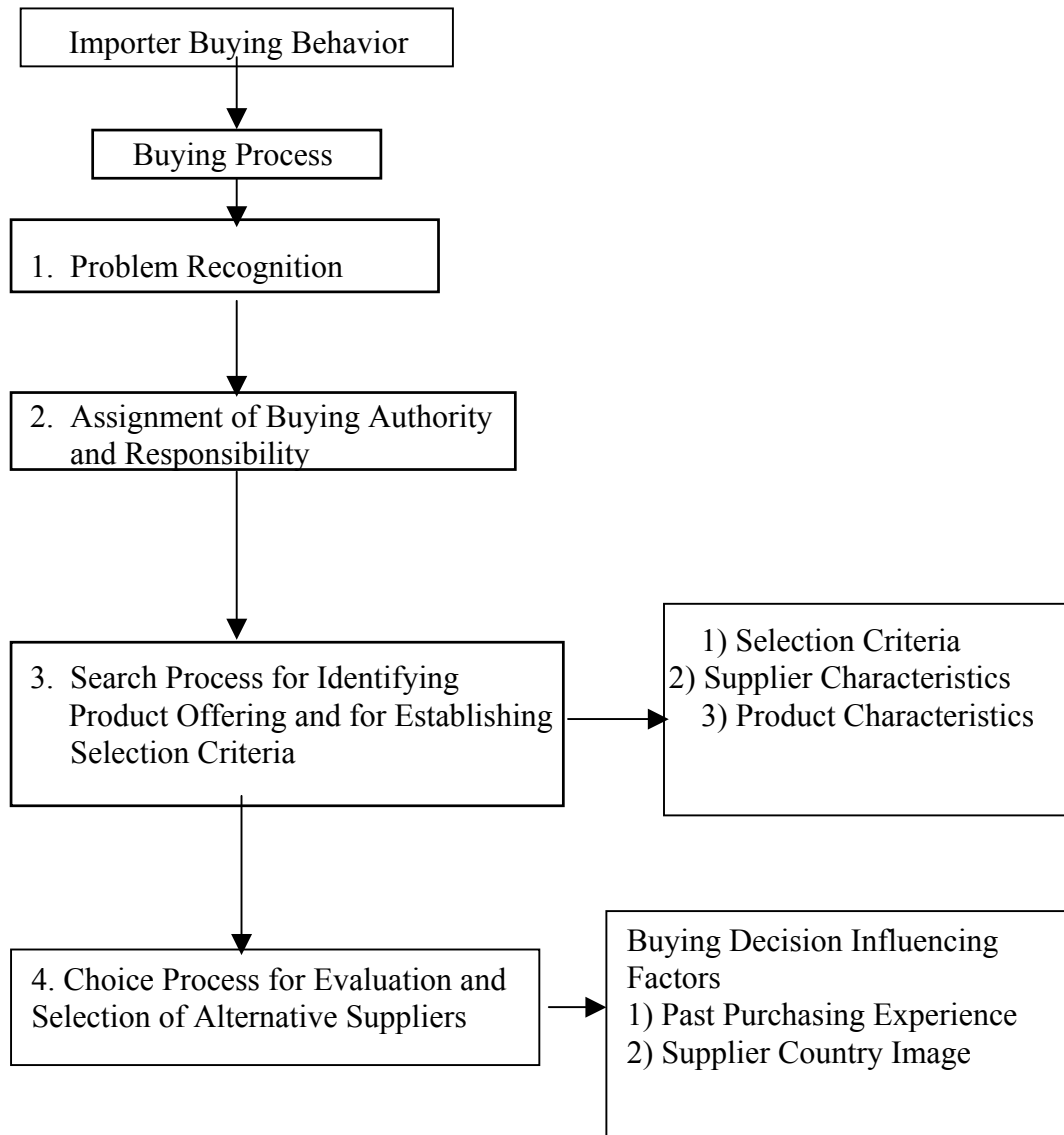 Importer Buying Behavior
Buying Process
1. Problem Recognition
2. Assignment of Buying Authority
and Responsibility
3. Search Process for Identifying
Product Offering and for Establishing
Selection Criteria
1) Selection Criteria
2) Supplier Characteristics
3) Product Characteristics
4. Choice Process for Evaluation and
Selection of Alternative Suppliers
Buying Decision Influencing
Factors
1) Past Purchasing Experience
2) Supplier Country Image